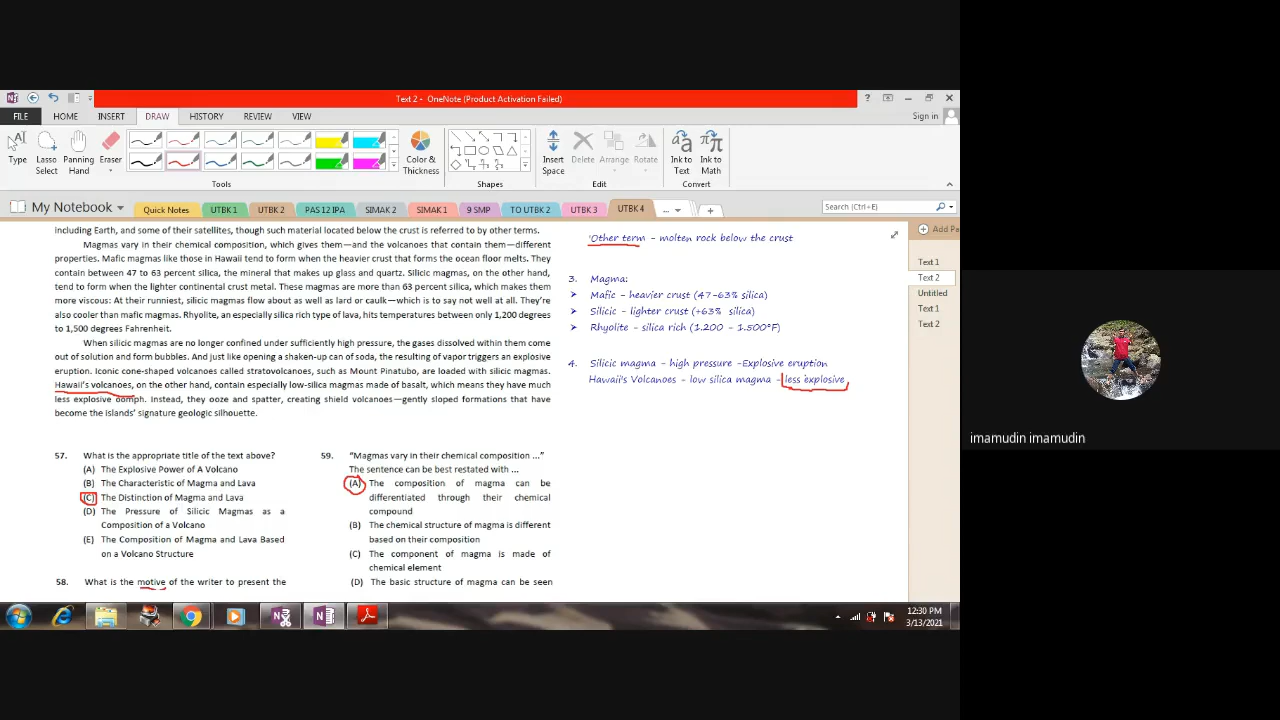 Text 2 - OneNote (Product Activation Failed)
FILE HOME INSERT DRAW HISTORY REVIEW VIEW
Sign in
Type
Lasso Select
Panning Hand
Eraser
Color & Thickness
Insert Space
Delete
Arrange
Rotate
Ink to Text
Ink to Math
Tools
Shapes
Edit
Convert
My Notebook
Quick Notes UTBK 1 UTBK 2 PAS 12 IPA SIMAK 2 SIMAK 1 9 SMP TO UTBK 2 UTBK 3 UTBK 4 ...
Search (Ctrl+E)
Add Pa
Text 1
Text 2
Untitled
Text 1
Text 2
including Earth, and some of their satellites, though such material located below the crust is referred to by other terms.
Magmas vary in their chemical composition, which gives them—and the volcanoes that contain them—different
properties. Mafic magmas like those in Hawaii tend to form when the heavier crust that forms the ocean floor melts. They
contain between 47 to 63 percent silica, the mineral that makes up glass and quartz. Silicic magmas, on the other hand,
tend to form when the lighter continental crust metal. These magmas are more than 63 percent silica, which makes them
more viscous: At their runniest, silicic magmas flow about as well as lard or caulk—which is to say not well at all. They're
also cooler than mafic magmas. Rhyolite, an especially silica rich type of lava, hits temperatures between only 1,200 degrees
to 1,500 degrees Fahrenheit.
When silicic magmas are no longer confined under sufficiently high pressure, the gases dissolved within them come
out of solution and form bubbles. And just like opening a shaken-up can of soda, the resulting of vapor triggers an explosive
eruption. Iconic cone-shaped volcanoes called stratovolcanoes, such as Mount Pinatubo, are loaded with silicic magmas.
Hawaii's volcanoes, on the other hand, contain especially low-silica magmas made of basalt, which means they have much
less explosive oomph. Instead, they ooze and spatter, creating shield volcanoes—gently sloped formations that have
become the islands' signature geologic silhouette.
'Other term - molten rock below the crust
3. Magma:
Mafic - heavier crust (47-63% silica)
Silicic - lighter crust (+63% silica)
Rhyolite - silica rich (1.200 - 1.500°F)
4. Silicic magma - high pressure -Explosive eruption
Hawaii's Volcanoes - low silica magma - less explosive
57. What is the appropriate title of the text above?
(A) The Explosive Power of A Volcano
(B) The Characteristic of Magma and Lava
(C) The Distinction of Magma and Lava
(D) The Pressure of Silicic Magmas as a
Composition of a Volcano
(E) The Composition of Magma and Lava Based
on a Volcano Structure
58. What is the motive of the writer to present the
59. "Magmas vary in their chemical composition ..."
The sentence can be best restated with ...
(A) The composition of magma can be
differentiated through their chemical
compound
(B) The chemical structure of magma is different
based on their composition
(C) The component of magma is made of
chemical element
(D) The basic structure of magma can be seen
imamudin imamudin
12:30 PM
3/13/2021